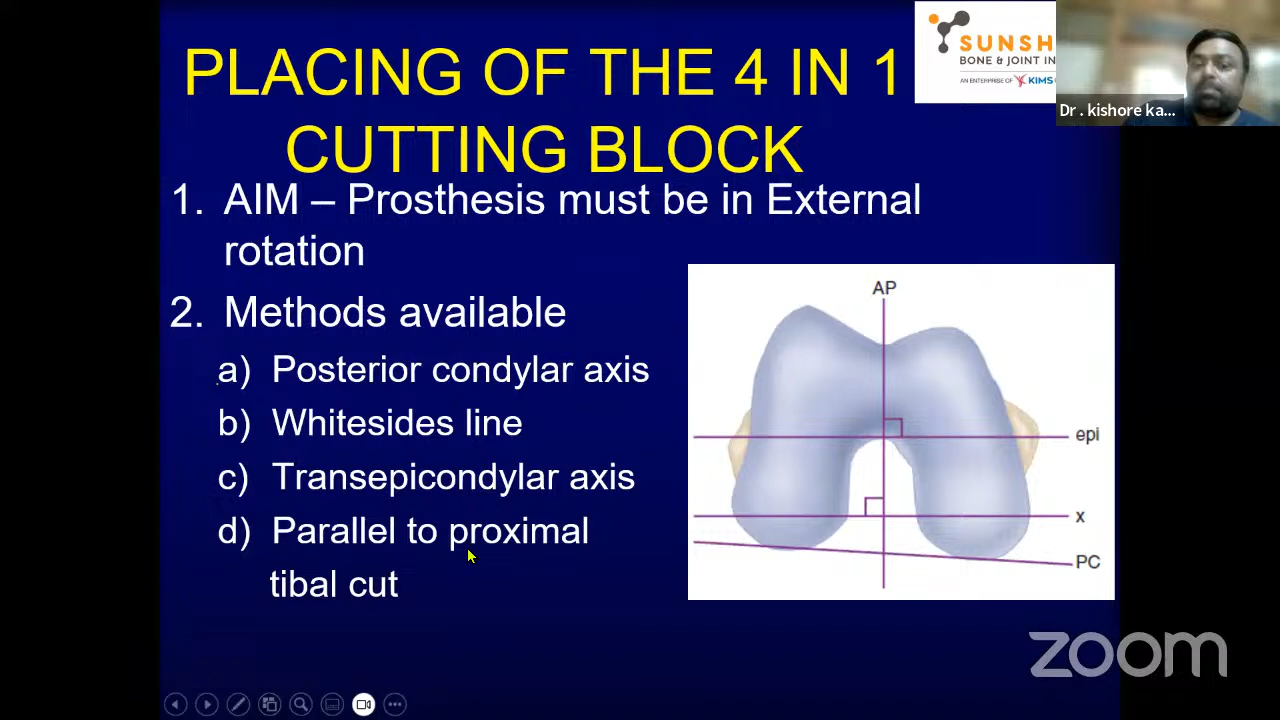 PLACING OF THE 4 IN 1
CUTTING BLOCK
SUNSH
BONE & JOINT IN
AN ENTERPRISE OF KIMS
Dr . kishore ka...
1. AIM – Prosthesis must be in External
rotation
2. Methods available
a) Posterior condylar axis
b) Whitesides line
c) Transepicondylar axis
d) Parallel to proximal
tibal cut
AP
epi
x
PC
zoom